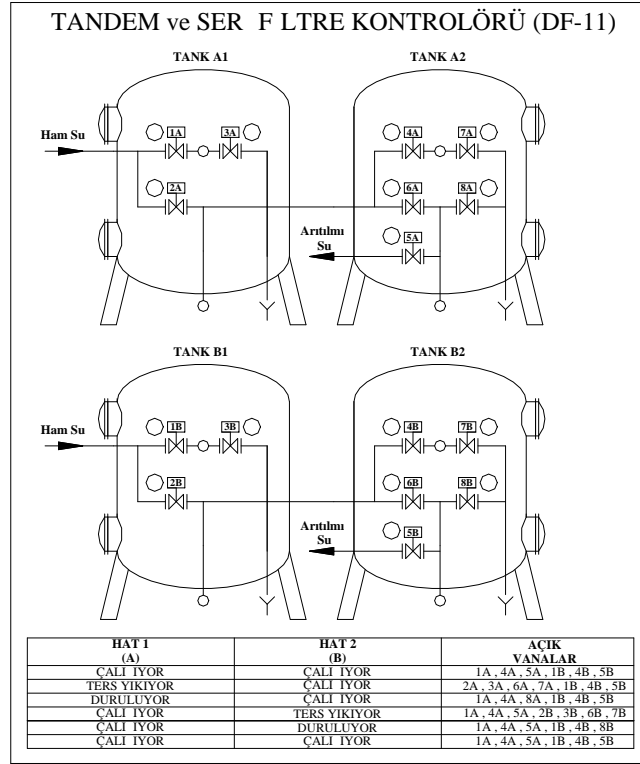 TANDEM ve SER F LTRE KONTROLÖRÜ (DF-11)
TANK A1 TANK A2
1A 3A 4A 7A
Ham Su
2A 6A 8A
Arıtılmı
Su
5A
TANK B1 TANK B2
1B 3B 4B 7B
Ham Su
2B 6B 8B
Arıtılmı
Su
5B
HAT 1 HAT 2 AÇIK
(A) (B) VANALAR
ÇALI IYOR ÇALI IYOR 1A , 4A , 5A , 1B , 4B , 5B
TERS YIKIYOR ÇALI IYOR 2A , 3A , 6A , 7A , 1B , 4B , 5B
DURULUYOR ÇALI IYOR 1A , 4A , 8A , 1B , 4B , 5B
ÇALI IYOR TERS YIKIYOR 1A , 4A , 5A , 2B , 3B , 6B , 7B
ÇALI IYOR DURULUYOR 1A , 4A , 5A , 1B , 4B , 8B
ÇALI IYOR ÇALI IYOR 1A , 4A , 5A , 1B , 4B , 5B